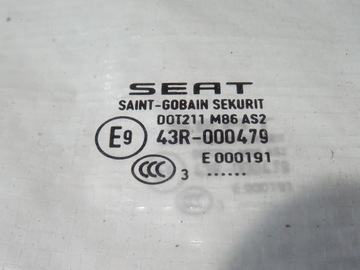 SEAT
SAINT-GOBAIN SEKURIT
DOT211 M86 AS2
E9 43R-000479
E 000191
CCC 3 ......